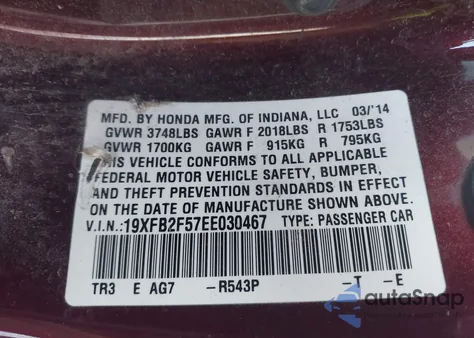 MFD. BY HONDA MFG. OF INDIANA, LLC 03/'14
GVWR 3748LBS GAWR F 2018LBS R 1753LBS
GVWR 1700KG GAWR F 915KG R 795KG
THIS VEHICLE CONFORMS TO ALL APPLICABLE
FEDERAL MOTOR VEHICLE SAFETY, BUMPER,
AND THEFT PREVENTION STANDARDS IN EFFECT
ON THE DATE OF MANUFACTURE SHOWN ABOVE.
V.I.N.:19XFB2F57EE030467 TYPE: PASSENGER CAR
TR3 E AG7 -R543P -T -E
autoSnap